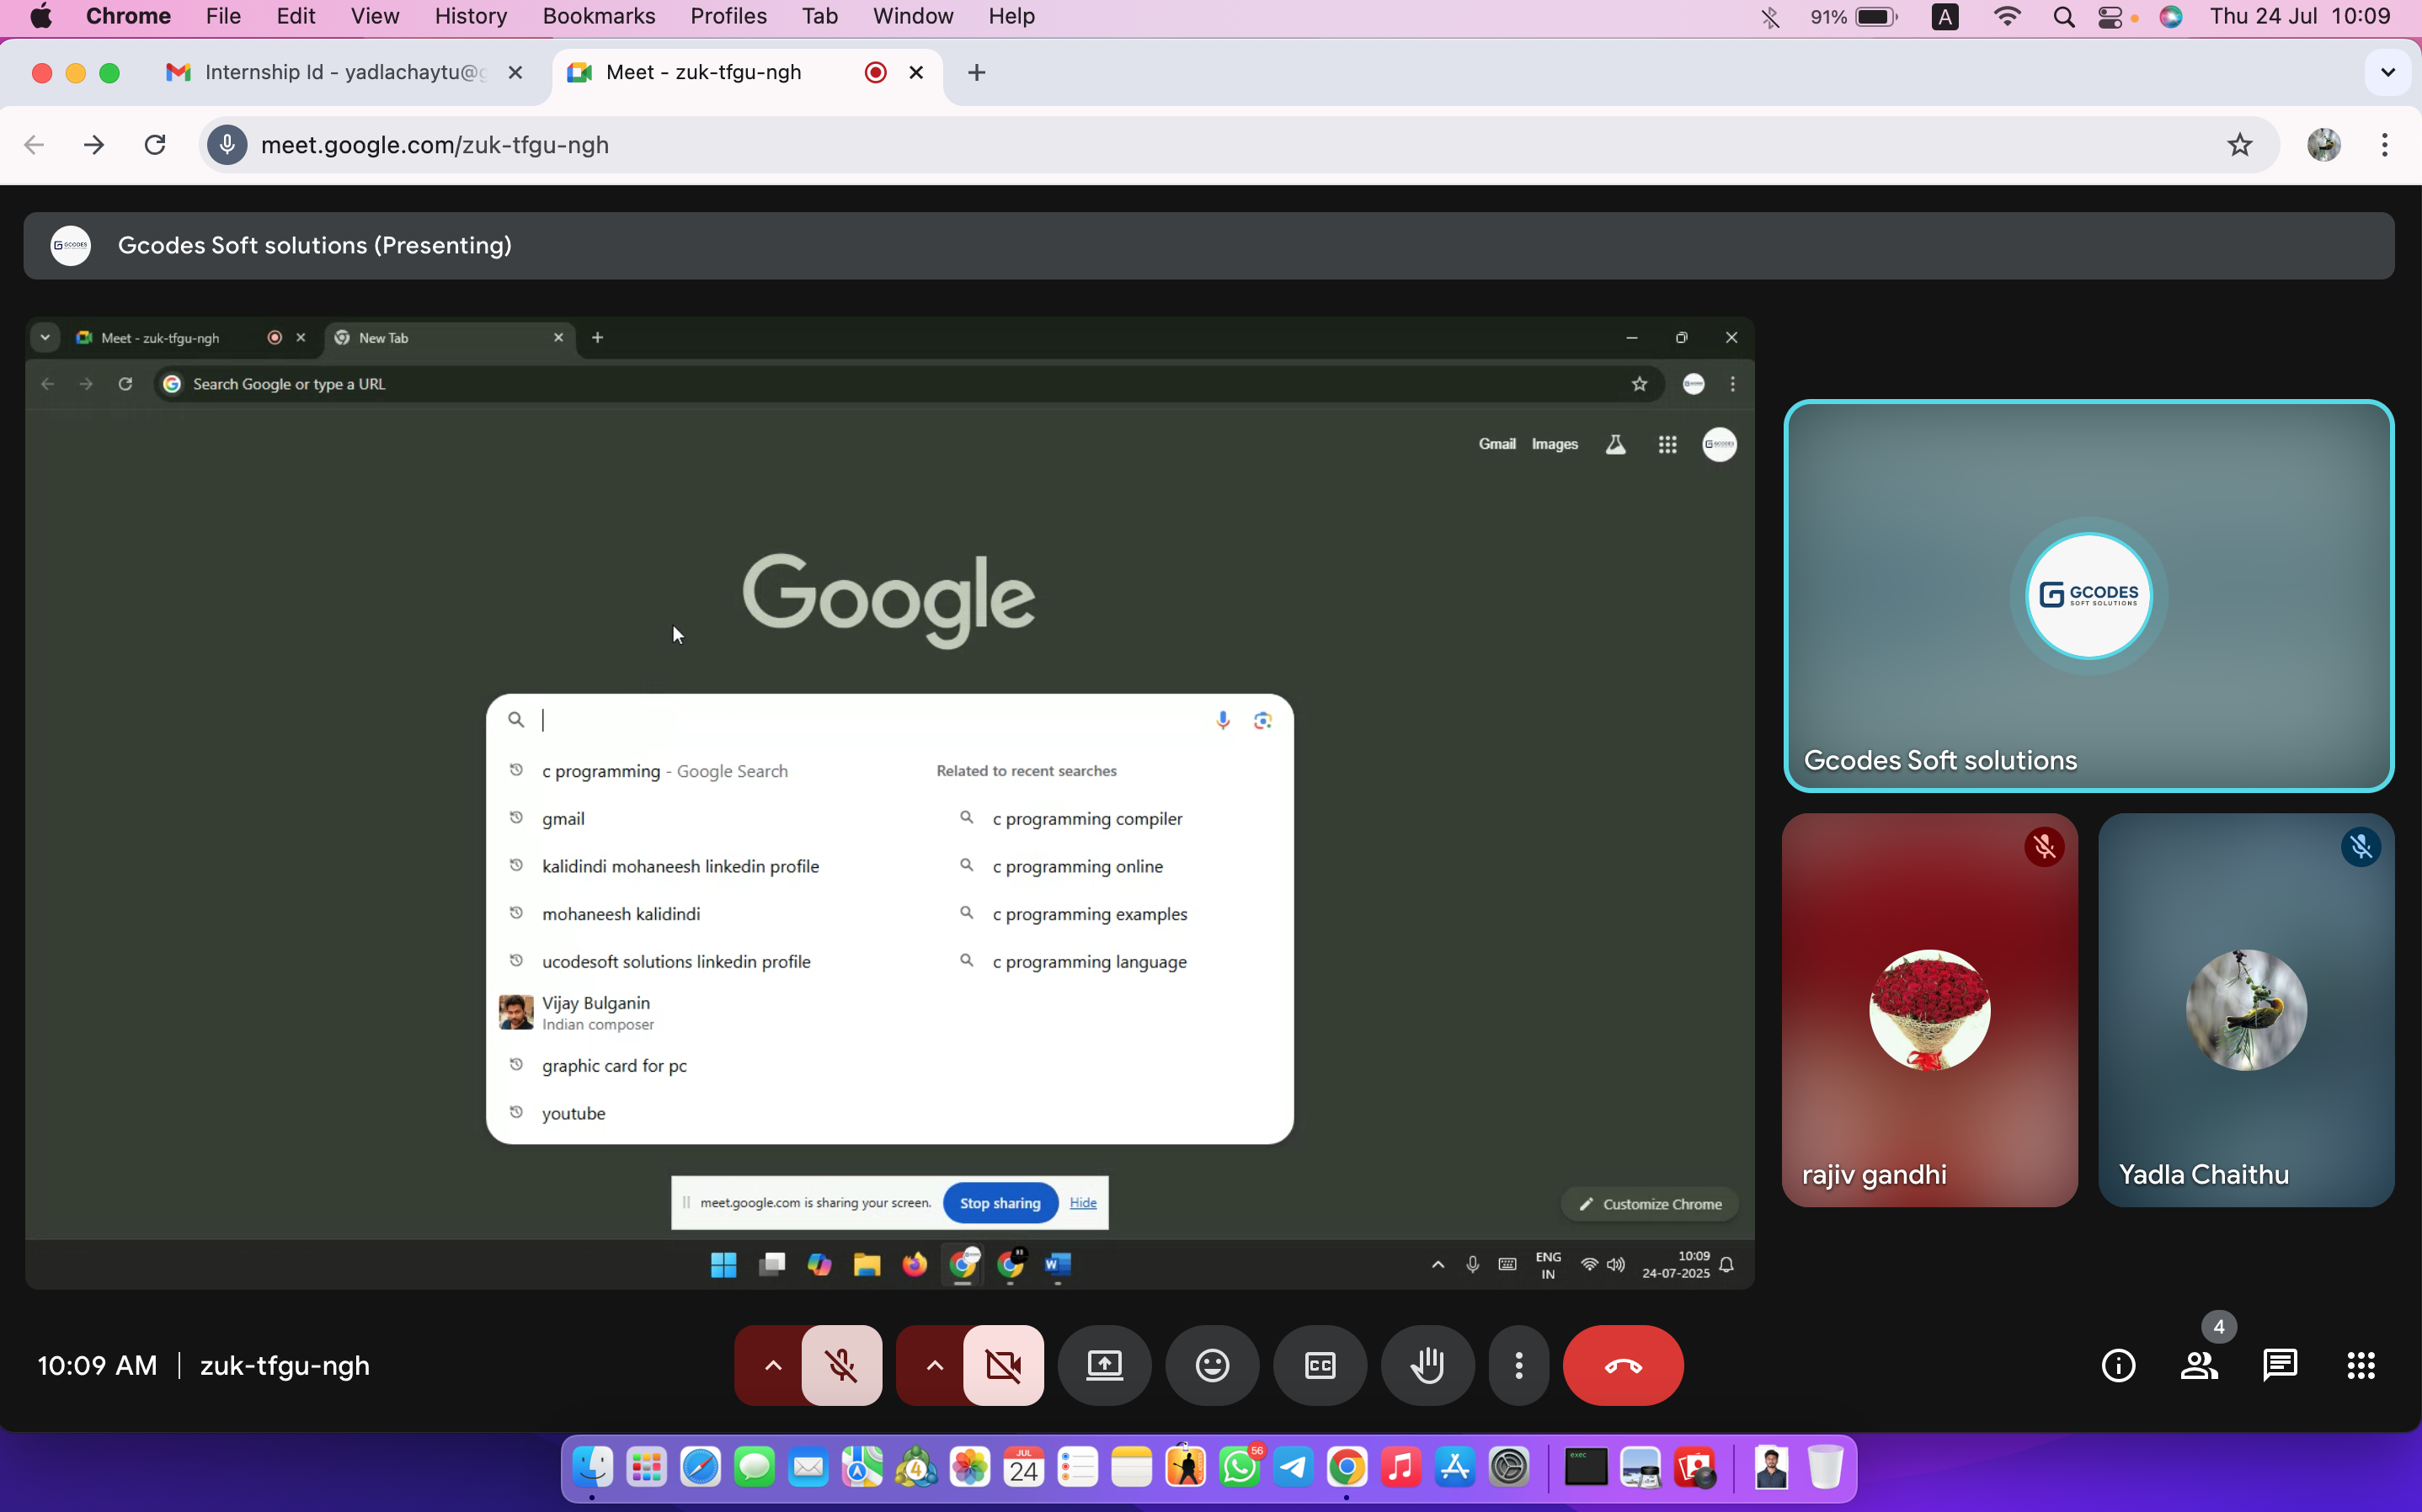 Chrome File Edit View History Bookmarks Profiles Tab Window Help 91% A Thu 24 Jul 10:09
Internship Id - yadlachaytu@g
Meet - zuk-tfgu-ngh
meet.google.com/zuk-tfgu-ngh
GCODES Gcodes Soft solutions (Presenting)
Meet - zuk-tfgu-ngh New Tab
Search Google or type a URL
Gmail Images GCODES
Google
c programming - Google Search
gmail
kalidindi mohaneesh linkedin profile
mohaneesh kalidindi
ucodesoft solutions linkedin profile
Vijay Bulganin
Indian composer
graphic card for pc
youtube
Related to recent searches
c programming compiler
c programming online
c programming examples
c programming language
meet.google.com is sharing your screen. Stop sharing Hide
Customize Chrome
ENG
IN
10:09
24-07-2025
GCODES
SOFT SOLUTIONS
Gcodes Soft solutions
rajiv gandhi
Yadla Chaithu
10:09 AM | zuk-tfgu-ngh
CC
4
JUL
24
4
56
exec